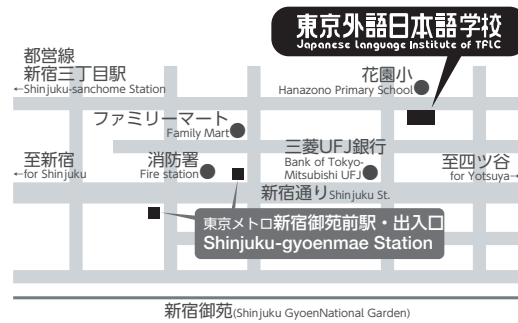 東京外語日本語学校
Japanese Language Institute of TFLC
都営線
新宿三丁目駅
←Shinjuku-sanchome Station
花園小
Hanazono Primary School
ファミリーマート
Family Mart
三菱UFJ銀行
Bank of Tokyo-
Mitsubishi UFJ
至新宿
←for Shinjuku
消防署
Fire station
至四ツ谷
for Yotsuya→
新宿通りShinjuku St.
東京メトロ新宿御苑前駅・出入口
Shinjuku-gyoenmae Station
新宿御苑(Shinjuku GyoenNational Garden)